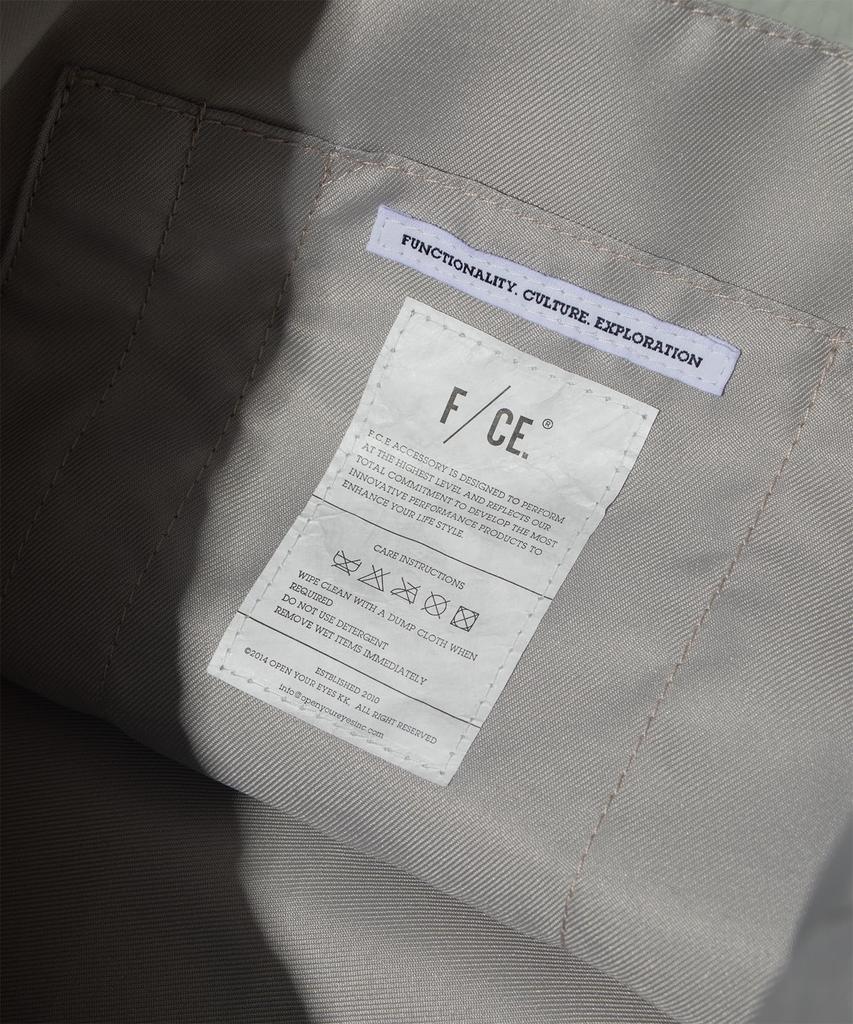 FUNCTIONALITY. CULTURE. EXPLORATION
F/CE.®
F.C.E ACCESSORY IS DESIGNED TO PERFORM
AT THE HIGHEST LEVEL AND REFLECTS OUR
TOTAL COMMITMENT TO DEVELOP THE MOST
INNOVATIVE PERFORMANCE PRODUCTS TO
ENHANCE YOUR LIFE STYLE.
CARE INSTRUCTIONS
WIPE CLEAN WITH A DUMP CLOTH WHEN
REQUIRED
DO NOT USE DETERGENT
REMOVE WET ITEMS IMMEDIATELY
ESTBLISHED 2010
©2014 OPEN YOUR EYES KK. ALL RIGHT RESERVED
info@openyoureyesinc.com